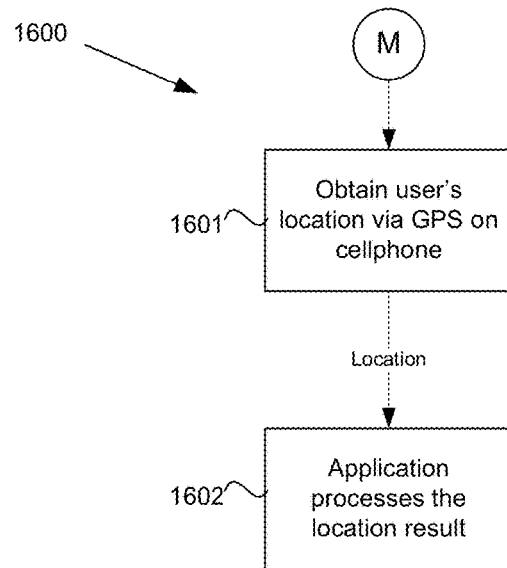 1600
M
Obtain user's
location via GPS on
cellphone
1601
Location
Application
processes the
location result
1602